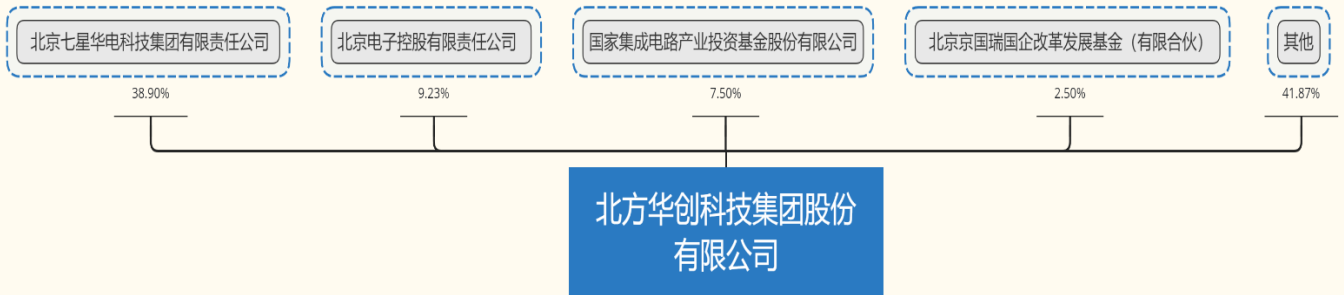 北京七星华电科技集团有限责任公司
北京电子控股有限责任公司
国家集成电路产业投资基金股份有限公司
北京京国瑞国企改革发展基金（有限合伙）
其他
38.90%
9.23%
7.50%
2.50%
41.87%
北方华创科技集团股份
有限公司